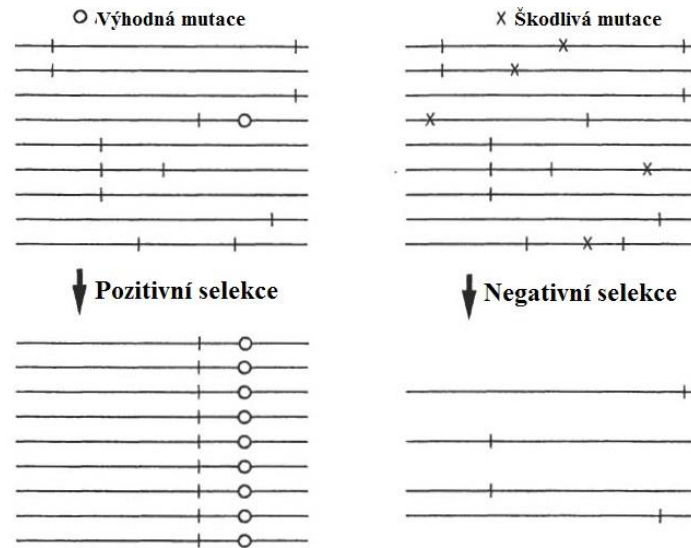 Výhodná mutace
Škodlivá mutace
Pozitivní selekce
Negativní selekce